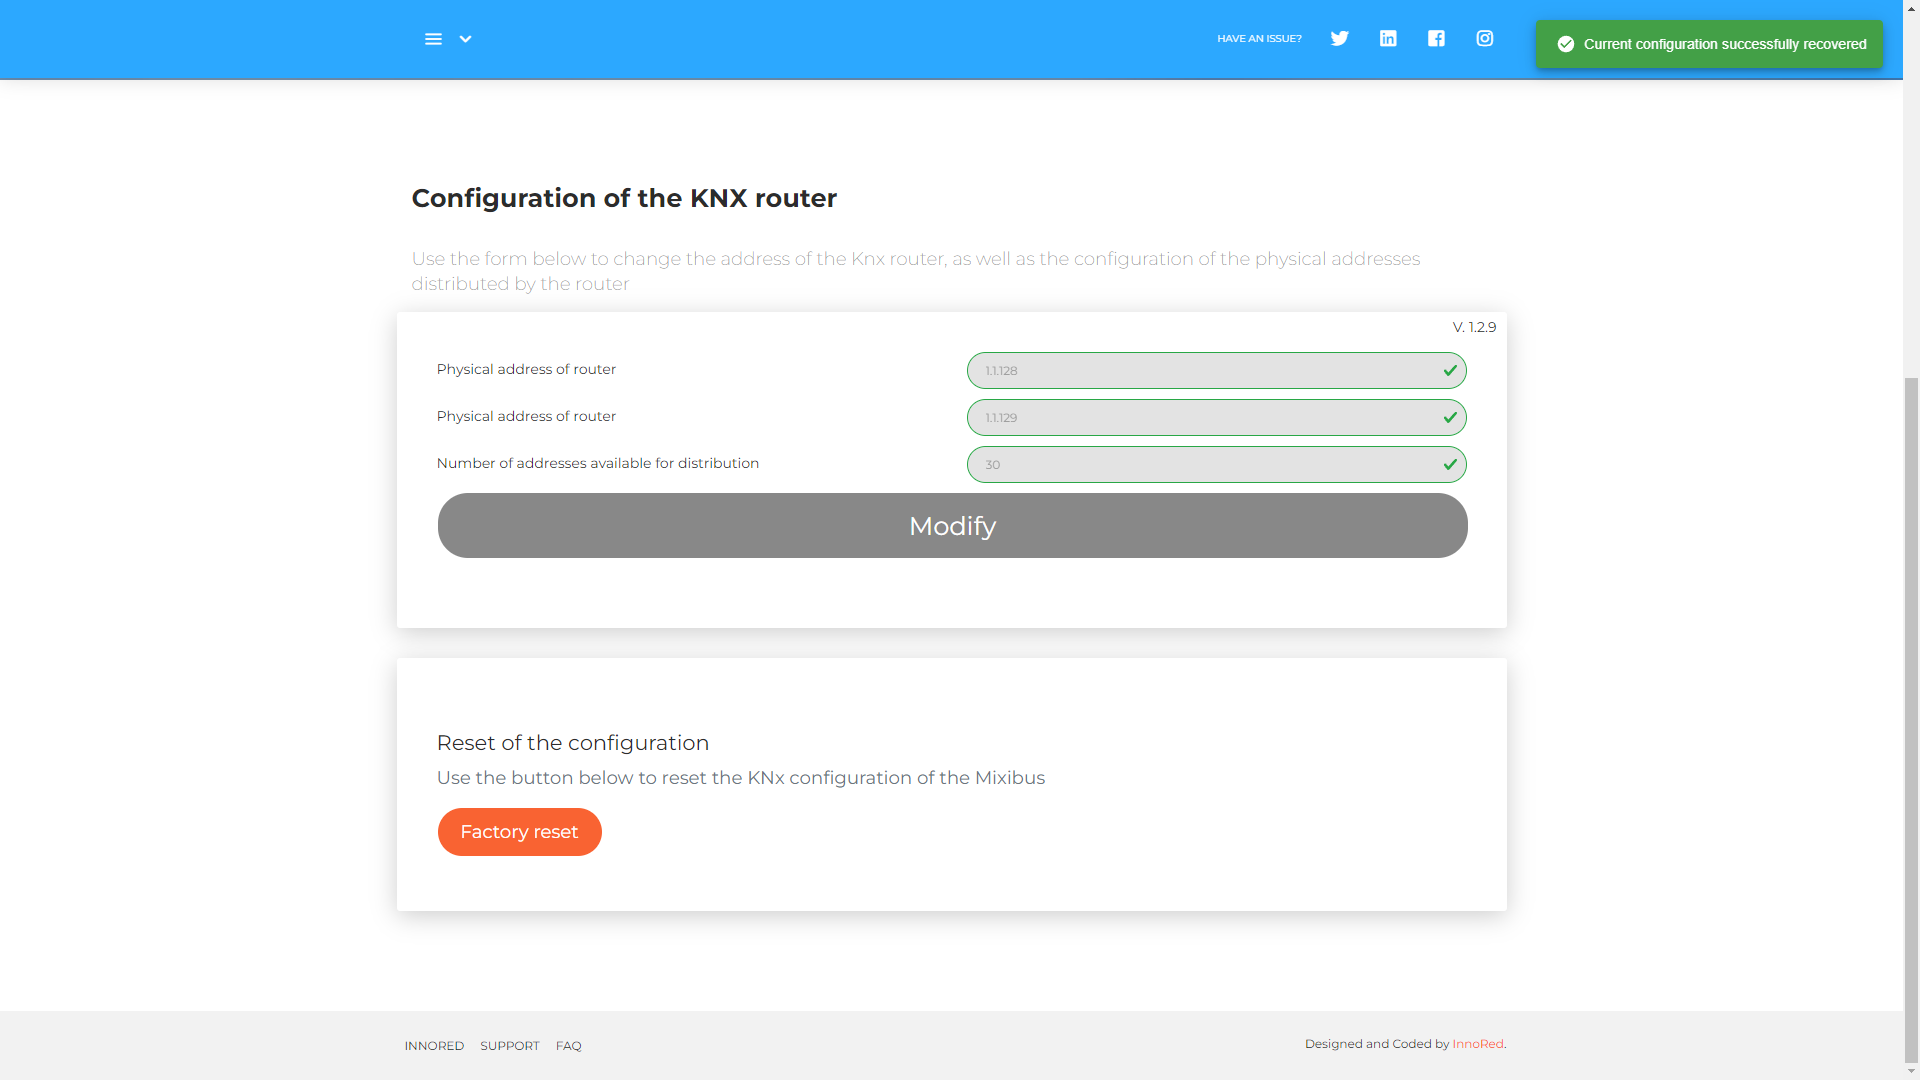 HAVE AN ISSUE?
Current configuration successfully recovered
Configuration of the KNX router
Use the form below to change the address of the Knx router, as well as the configuration of the physical addresses
distributed by the router
V. 1.2.9
Physical address of router
1.1.128
Physical address of router
1.1.129
Number of addresses available for distribution
30
Modify
Reset of the configuration
Use the button below to reset the KNx configuration of the Mixibus
Factory reset
INNORED SUPPORT FAQ
Designed and Coded by InnoRed.